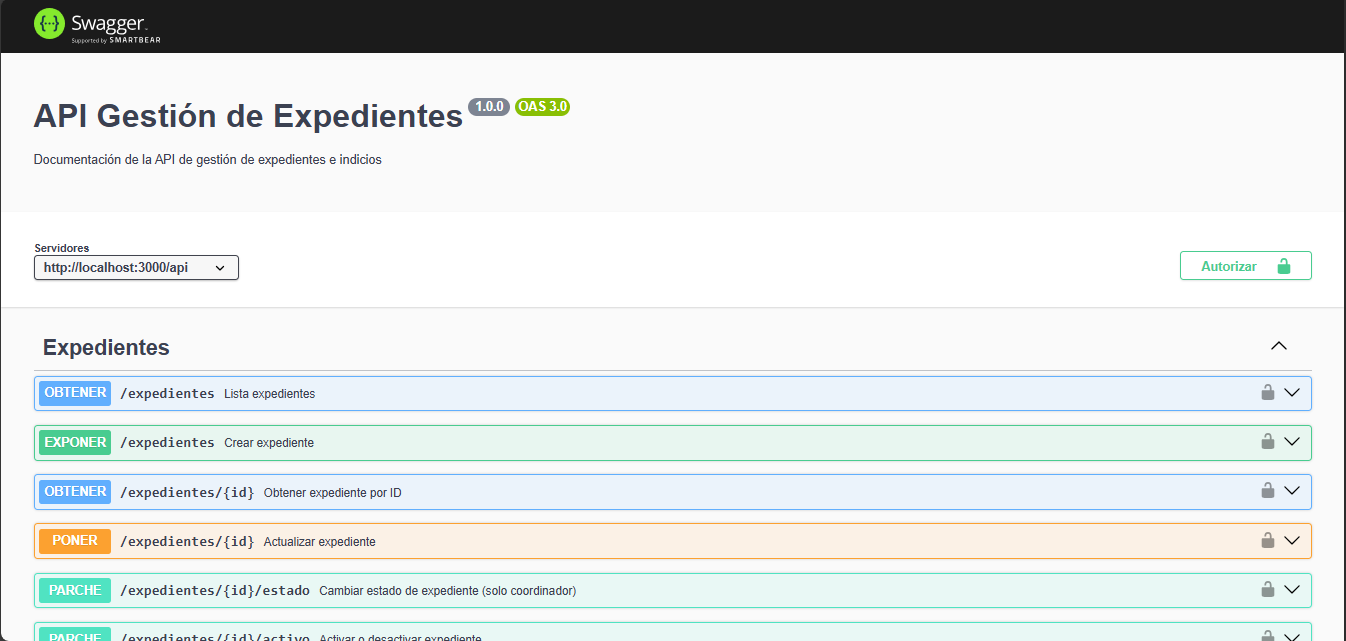 Swagger
Supported by SMARTBEAR
API Gestión de Expedientes 1.0.0 OAS 3.0
Documentación de la API de gestión de expedientes e indicios
Servidores
http://localhost:3000/api
Autorizar
Expedientes
OBTENER /expedientes Lista expedientes
EXPONER /expedientes Crear expediente
OBTENER /expedientes/{id} Obtener expediente por ID
PONER /expedientes/{id} Actualizar expediente
PARCHE /expedientes/{id}/estado Cambiar estado de expediente (solo coordinador)
PARCHE /expedientes/{id}/activo Activar o desactivar expediente